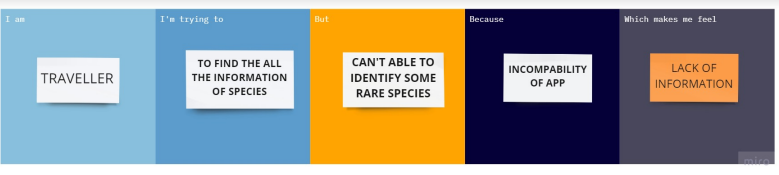 I am
TRAVELLER
I'm trying to
TO FIND THE ALL
THE INFORMATION
OF SPECIES
But
CAN'T ABLE TO
IDENTIFY SOME
RARE SPECIES
Because
INCOMPABILITY
OF APP
Which makes me feel
LACK OF
INFORMATION
miro